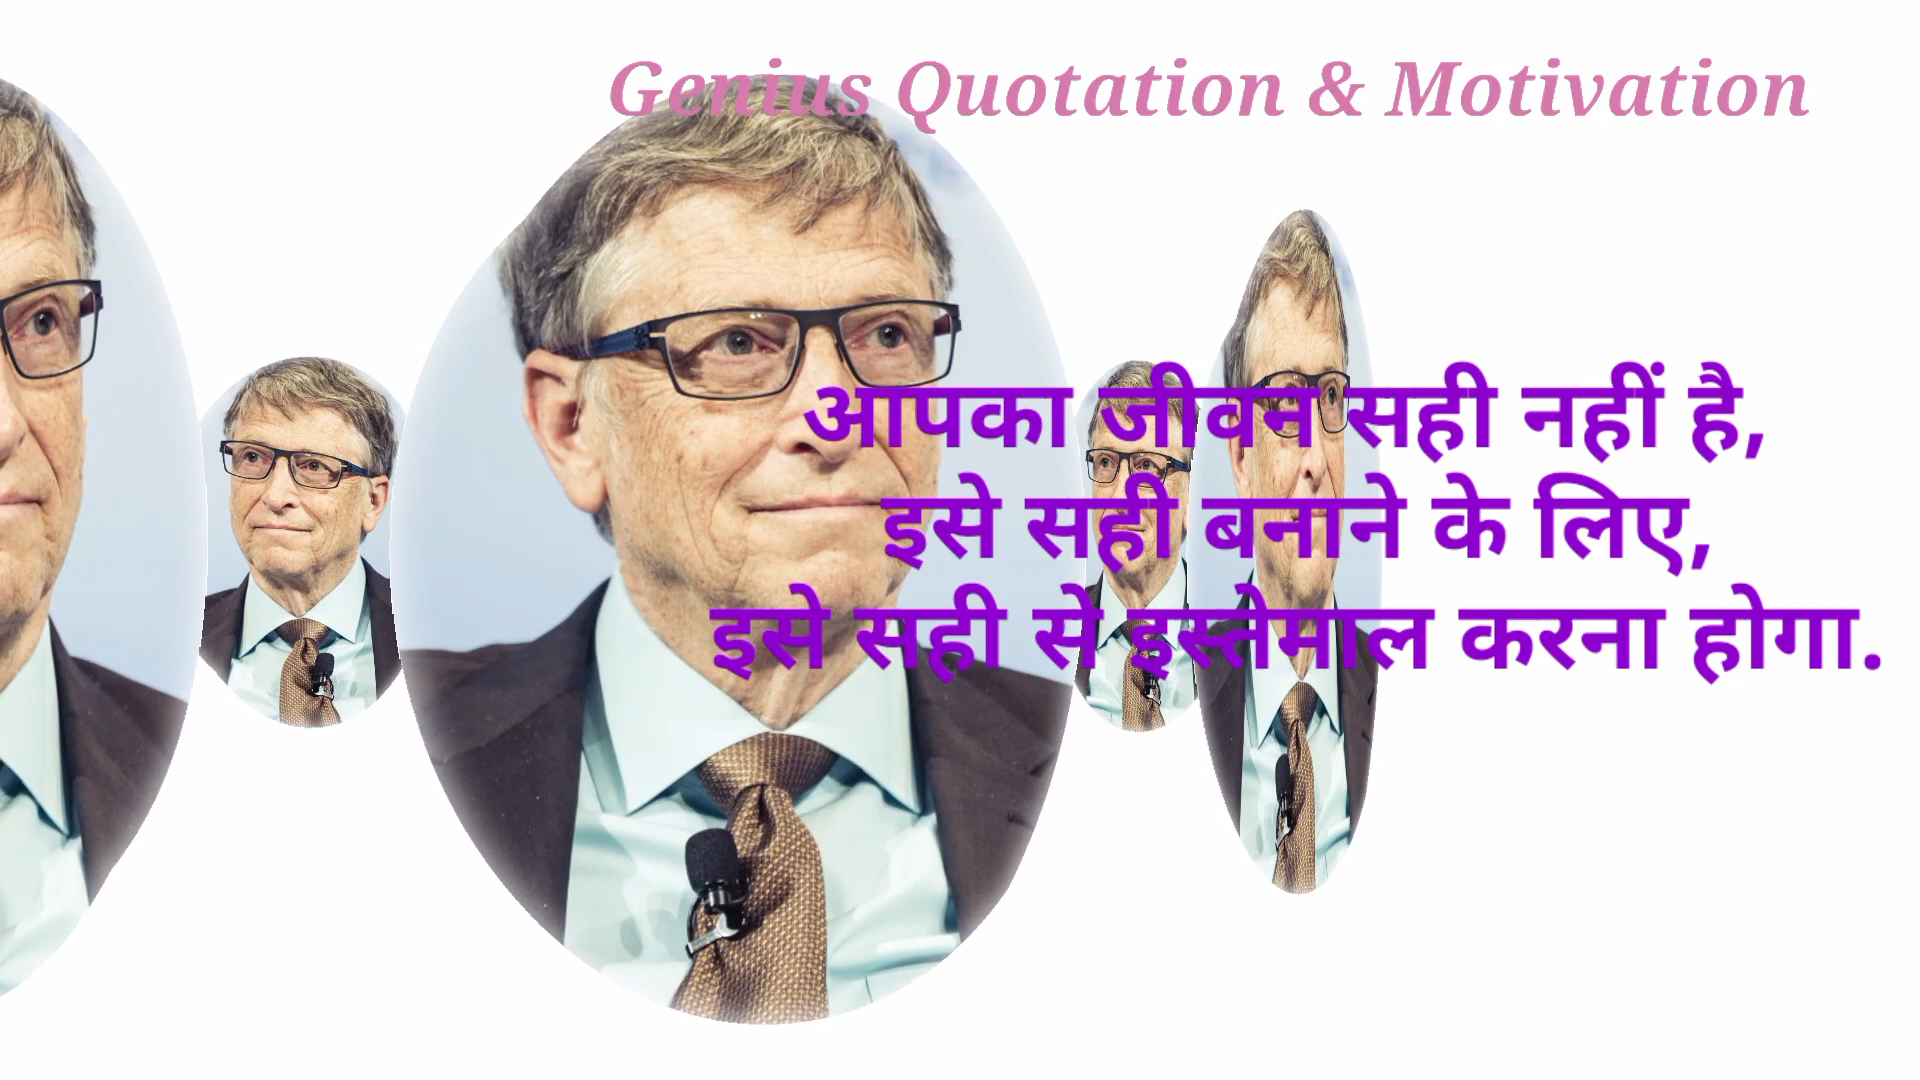 Genius Quotation & Motivation
आपका जीवन सही नहीं है,
इसे सही बनाने के लिए,
इसे सही से इस्तेमाल करना होगा.